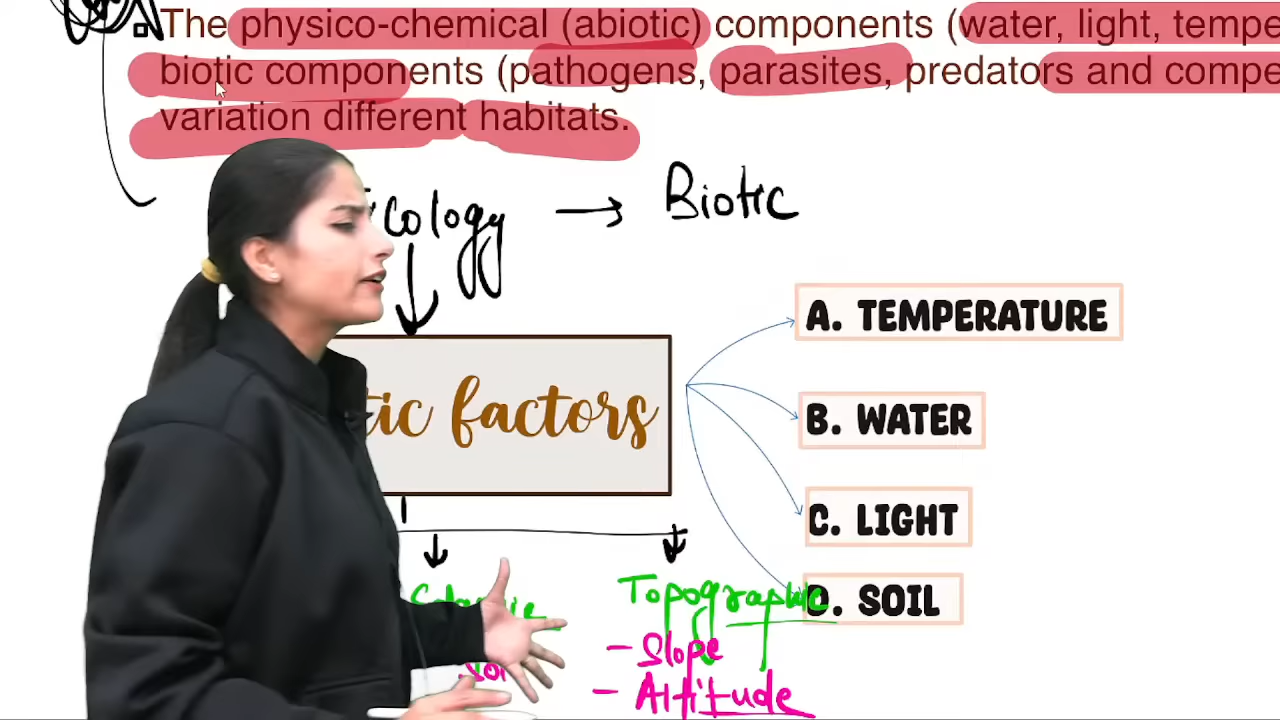 The physico-chemical (abiotic) components (water, light, tempe
biotic components (pathogens, parasites, predators and compe
variation different habitats.
cology → Biotic
A. TEMPERATURE
tic factors
B. WATER
C. LIGHT
D. SOIL
Topographic
- Slope
- Altitude